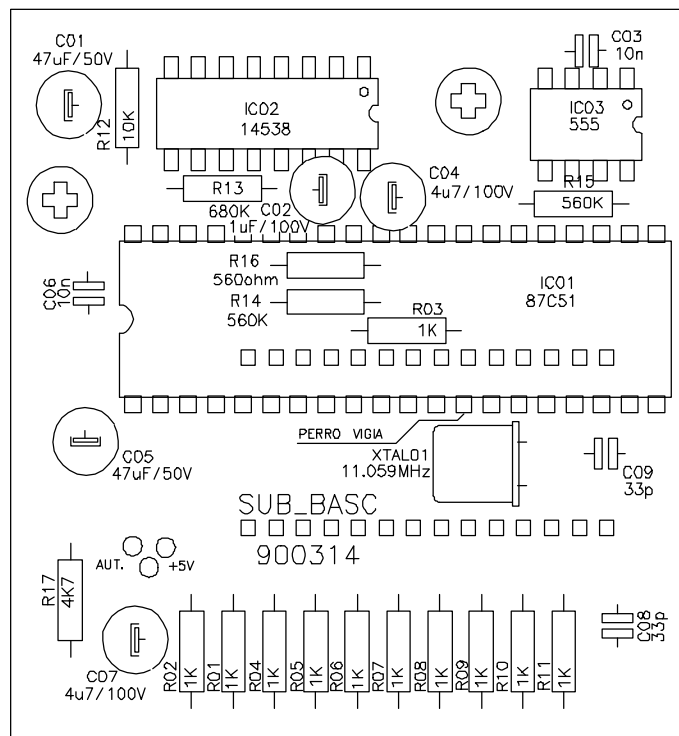 C01
47uF/50V
R12
10K
IC02
14538
C03
10n
IC03
555
R13
680K
C02
1uF/100V
C04
4u7/100V
R15
560K
C06
10n
R16
560ohm
R14
560K
R03
1K
IC01
87C51
PERRO VIGIA
XTAL01
11.059MHz
C05
47uF/50V
C09
33p
SUB_BASC
900314
AUT.
+5V
R17
4K7
C07
4u7/100V
R02
1K
R01
1K
R04
1K
R05
1K
R06
1K
R07
1K
R08
1K
R09
1K
R10
1K
R11
1K
C08
33p